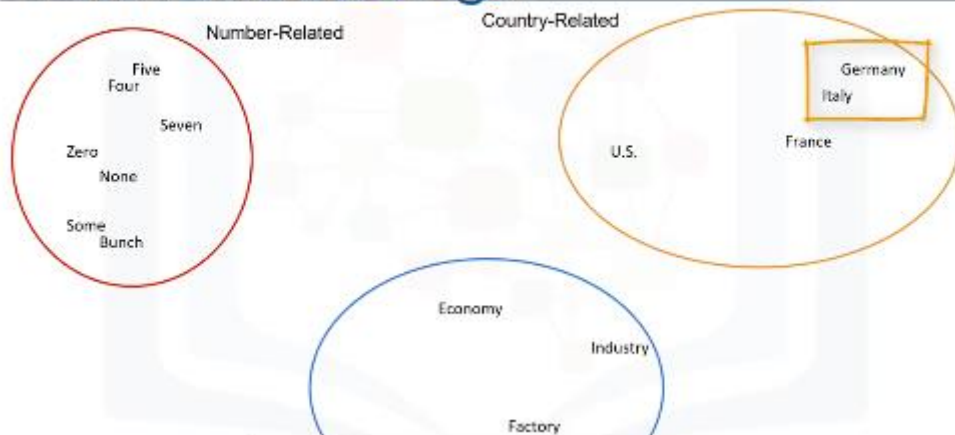 Number-Related
Country-Related
Five
Four
Seven
Zero
None
Some
Bunch
Germany
Italy
France
U.S.
Economy
Industry
Factory